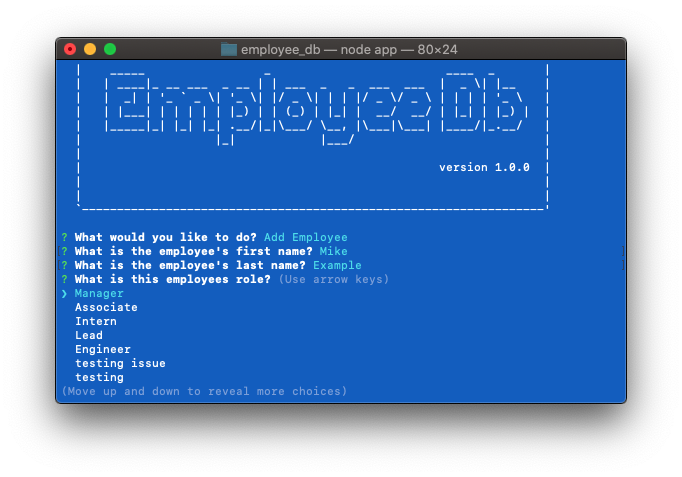 employee_db — node app — 80×24
EmployeeDb
version 1.0.0
? What would you like to do? Add Employee
? What is the employee's first name? Mike
? What is the employee's last name? Example
? What is this employees role? (Use arrow keys)
❯ Manager
Associate
Intern
Lead
Engineer
testing issue
testing
(Move up and down to reveal more choices)